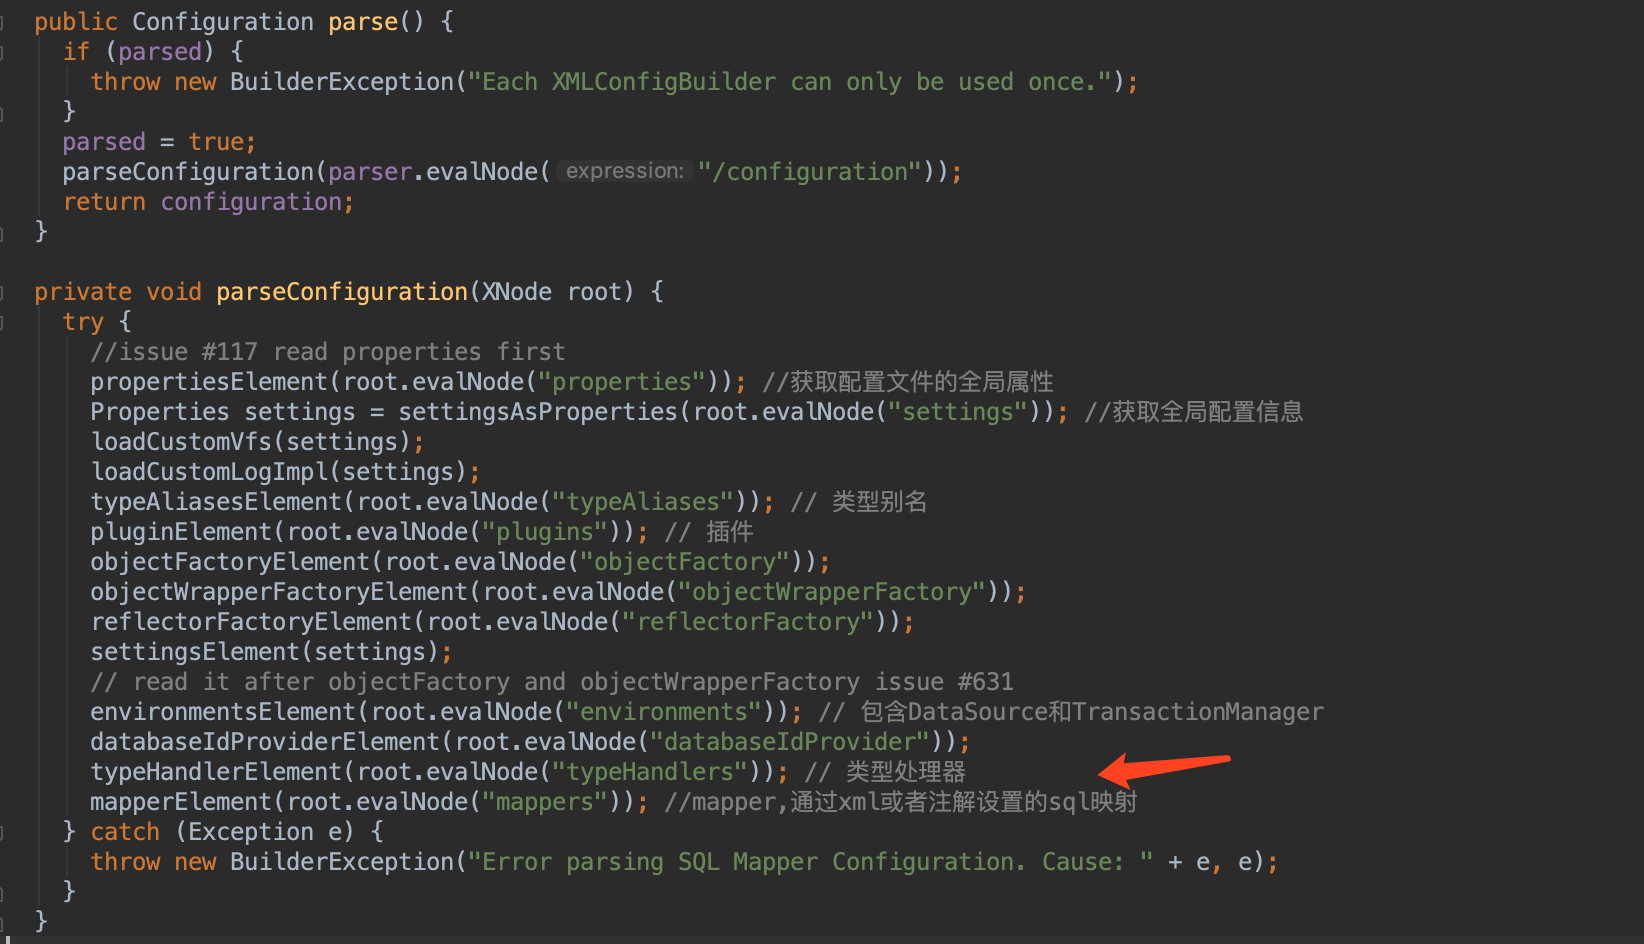 public Configuration parse() {
if (parsed) {
throw new BuilderException("Each XMLConfigBuilder can only be used once.");
}
parsed = true;
parseConfiguration(parser.evalNode( expression: "/configuration"));
return configuration;
}
private void parseConfiguration(XNode root) {
try {
//issue #117 read properties first
propertiesElement(root.evalNode("properties")); //获取配置文件的全局属性
Properties settings = settingsAsProperties(root.evalNode("settings")); //获取全局配置信息
loadCustomVfs(settings);
loadCustomLogImpl(settings);
typeAliasesElement(root.evalNode("typeAliases")); // 类型别名
pluginElement(root.evalNode("plugins")); // 插件
objectFactoryElement(root.evalNode("objectFactory"));
objectWrapperFactoryElement(root.evalNode("objectWrapperFactory"));
reflectorFactoryElement(root.evalNode("reflectorFactory"));
settingsElement(settings);
// read it after objectFactory and objectWrapperFactory issue #631
environmentsElement(root.evalNode("environments")); // 包含DataSource和TransactionManager
databaseIdProviderElement(root.evalNode("databaseIdProvider"));
typeHandlerElement(root.evalNode("typeHandlers")); // 类型处理器
mapperElement(root.evalNode("mappers")); //mapper,通过xml或者注解设置的sql映射
} catch (Exception e) {
throw new BuilderException("Error parsing SQL Mapper Configuration. Cause: " + e, e);
}
}